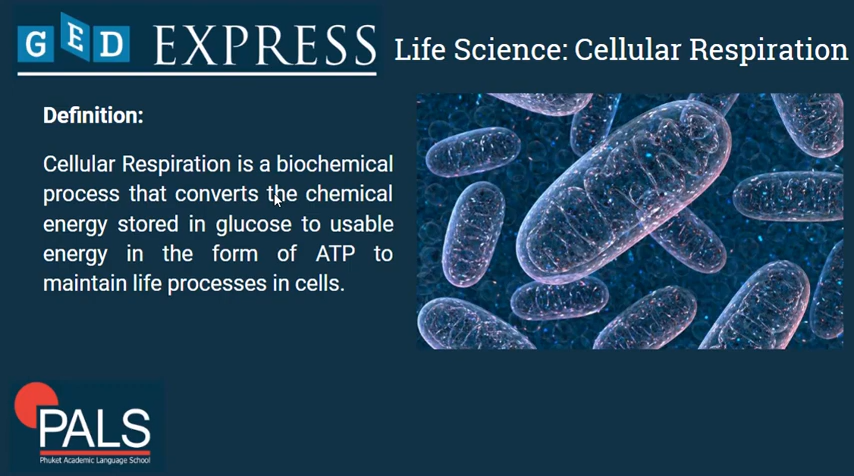 GED EXPRESS
Life Science: Cellular Respiration
Definition:
Cellular Respiration is a biochemical
process that converts the chemical
energy stored in glucose to usable
energy in the form of ATP to
maintain life processes in cells.
PALS
Phuket Academic Language School